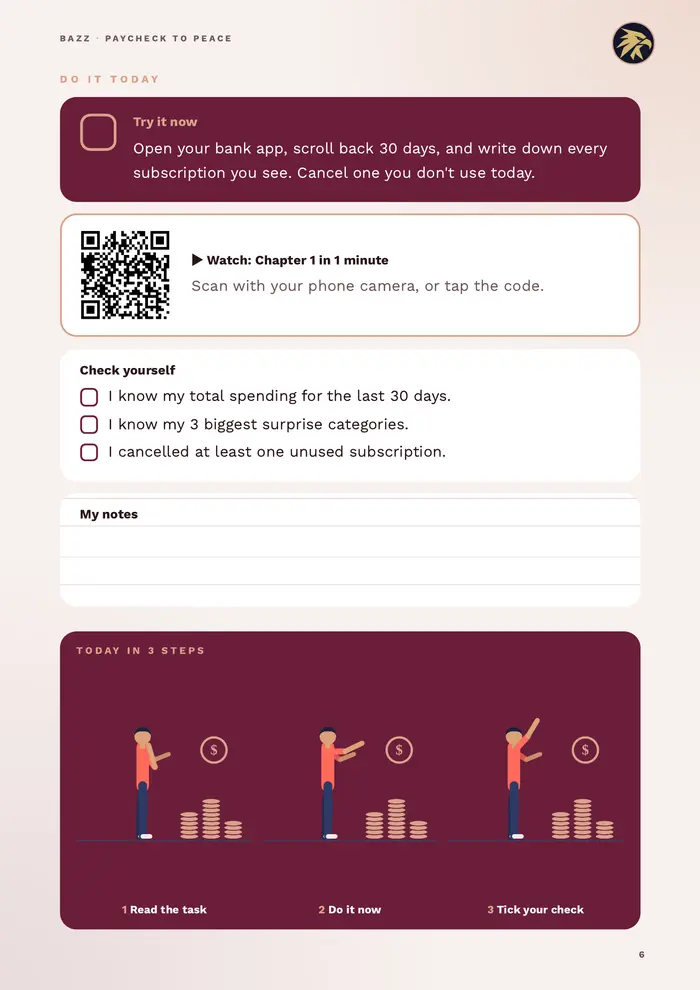 BAZZ · PAYCHECK TO PEACE
DO IT TODAY
Try it now
Open your bank app, scroll back 30 days, and write down every
subscription you see. Cancel one you don't use today.
▶ Watch: Chapter 1 in 1 minute
Scan with your phone camera, or tap the code.
Check yourself
I know my total spending for the last 30 days.
I know my 3 biggest surprise categories.
I cancelled at least one unused subscription.
My notes
TODAY IN 3 STEPS
$ $ $
1 Read the task
2 Do it now
3 Tick your check
6